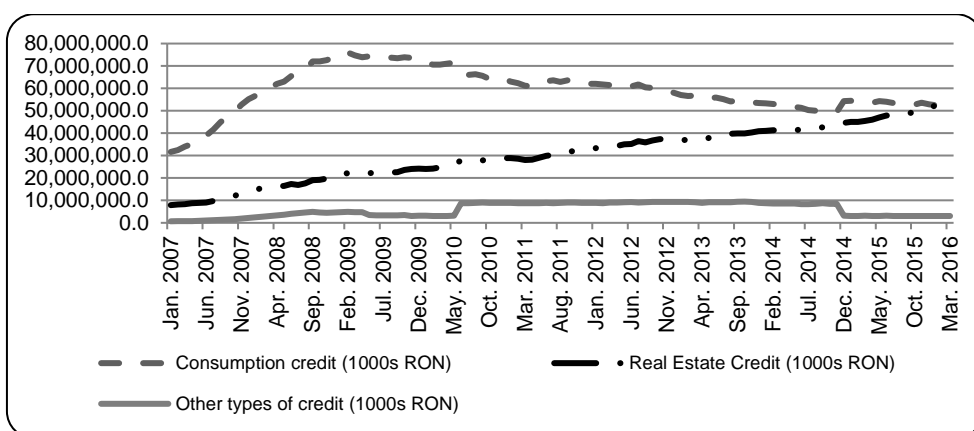 80,000,000.0
70,000,000.0
60,000,000.0
50,000,000.0
40,000,000.0
30,000,000.0
20,000,000.0
10,000,000.0
0.0
Jan. 2007
Jun. 2007
Nov. 2007
Apr. 2008
Sep. 2008
Feb. 2009
Jul. 2009
Dec. 2009
May. 2010
Oct. 2010
Mar. 2011
Aug. 2011
Jan. 2012
Jun. 2012
Nov. 2012
Apr. 2013
Sep. 2013
Feb. 2014
Jul. 2014
Dec. 2014
May. 2015
Oct. 2015
Mar. 2016
Consumption credit (1000s RON)
Real Estate Credit (1000s RON)
Other types of credit (1000s RON)